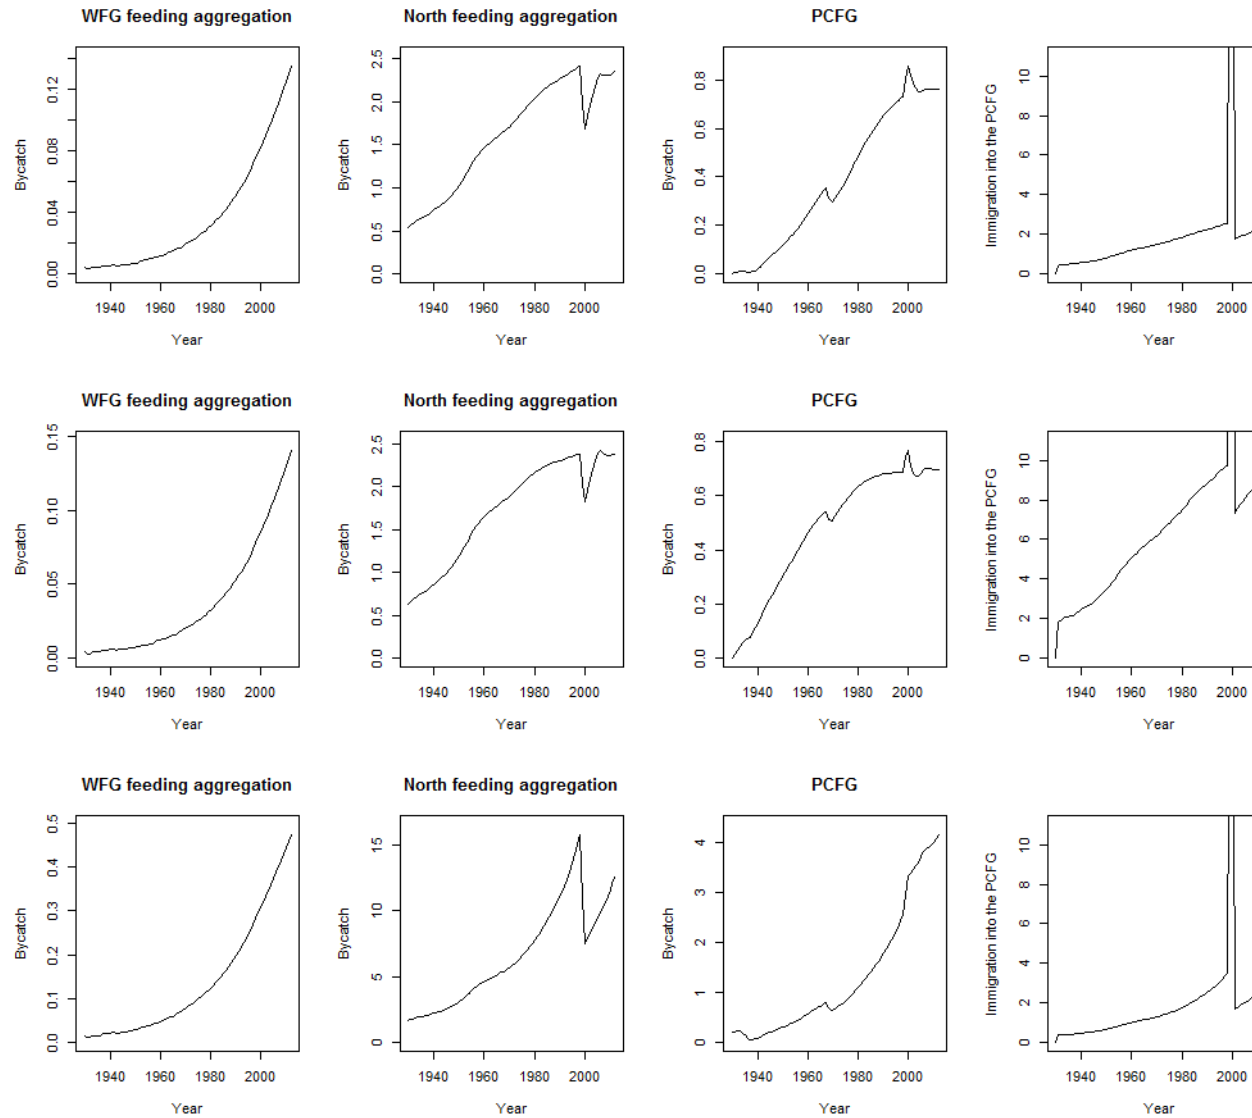 WFG feeding aggregation
North feeding aggregation
PCFG
Bycatch
0.00 0.04 0.08 0.12
1940 1960 1980 2000
Year
Bycatch
0.0 0.5 1.0 1.5 2.0 2.5
1940 1960 1980 2000
Year
Bycatch
0.0 0.2 0.4 0.6 0.8
1940 1960 1980 2000
Year
Immigration into the PCFG
0 2 4 6 8 10
1940 1960 1980 2000
Year
WFG feeding aggregation
North feeding aggregation
PCFG
Bycatch
0.00 0.05 0.10 0.15
1940 1960 1980 2000
Year
Bycatch
0.0 0.5 1.0 1.5 2.0 2.5
1940 1960 1980 2000
Year
Bycatch
0.0 0.2 0.4 0.6 0.8
1940 1960 1980 2000
Year
Immigration into the PCFG
0 2 4 6 8 10
1940 1960 1980 2000
Year
WFG feeding aggregation
North feeding aggregation
PCFG
Bycatch
0.0 0.1 0.2 0.3 0.4 0.5
1940 1960 1980 2000
Year
Bycatch
0 5 10 15
1940 1960 1980 2000
Year
Bycatch
0 1 2 3 4
1940 1960 1980 2000
Year
Immigration into the PCFG
0 2 4 6 8 10
1940 1960 1980 2000
Year